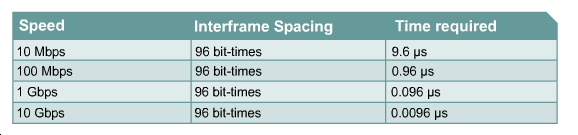 Speed Interframe Spacing Time required
10 Mbps 96 bit-times 9.6 µs
100 Mbps 96 bit-times 0.96 µs
1 Gbps 96 bit-times 0.096 µs
10 Gbps 96 bit-times 0.0096 µs